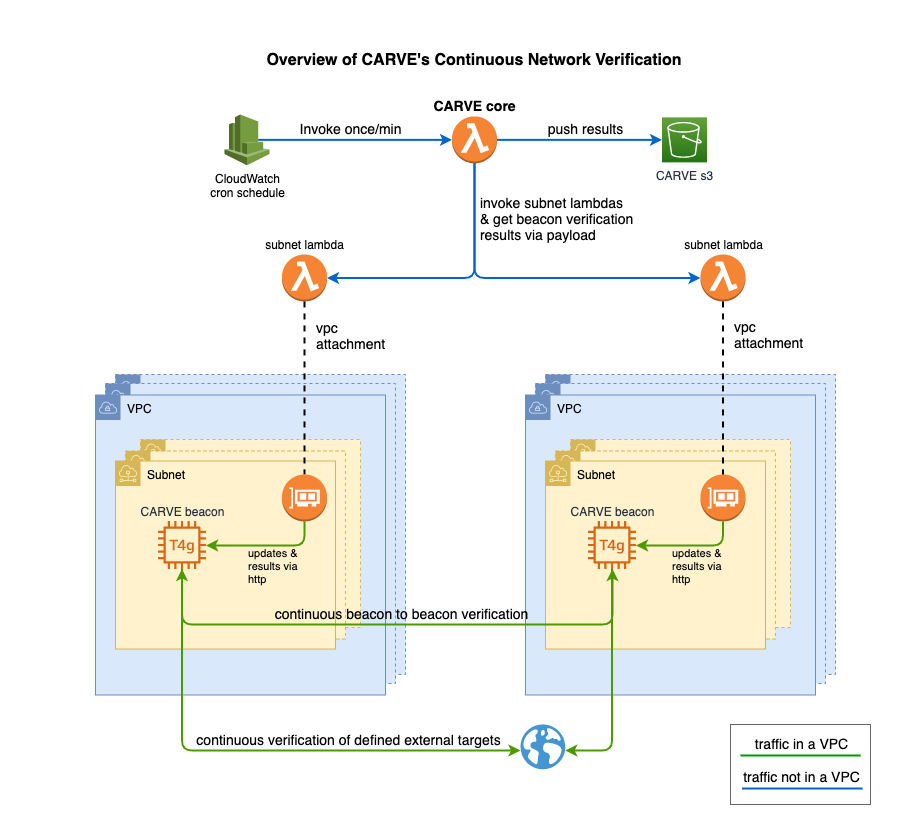 Overview of CARVE's Continuous Network Verification
CARVE core
Invoke once/min
push results
CloudWatch
cron schedule
CARVE s3
invoke subnet lambdas
& get beacon verification
results via payload
subnet lambda
subnet lambda
vpc
attachment
vpc
attachment
VPC
VPC
Subnet
Subnet
CARVE beacon
CARVE beacon
T4g
T4g
updates &
results via
http
updates &
results via
http
continuous beacon to beacon verification
continuous verification of defined external targets
traffic in a VPC
traffic not in a VPC